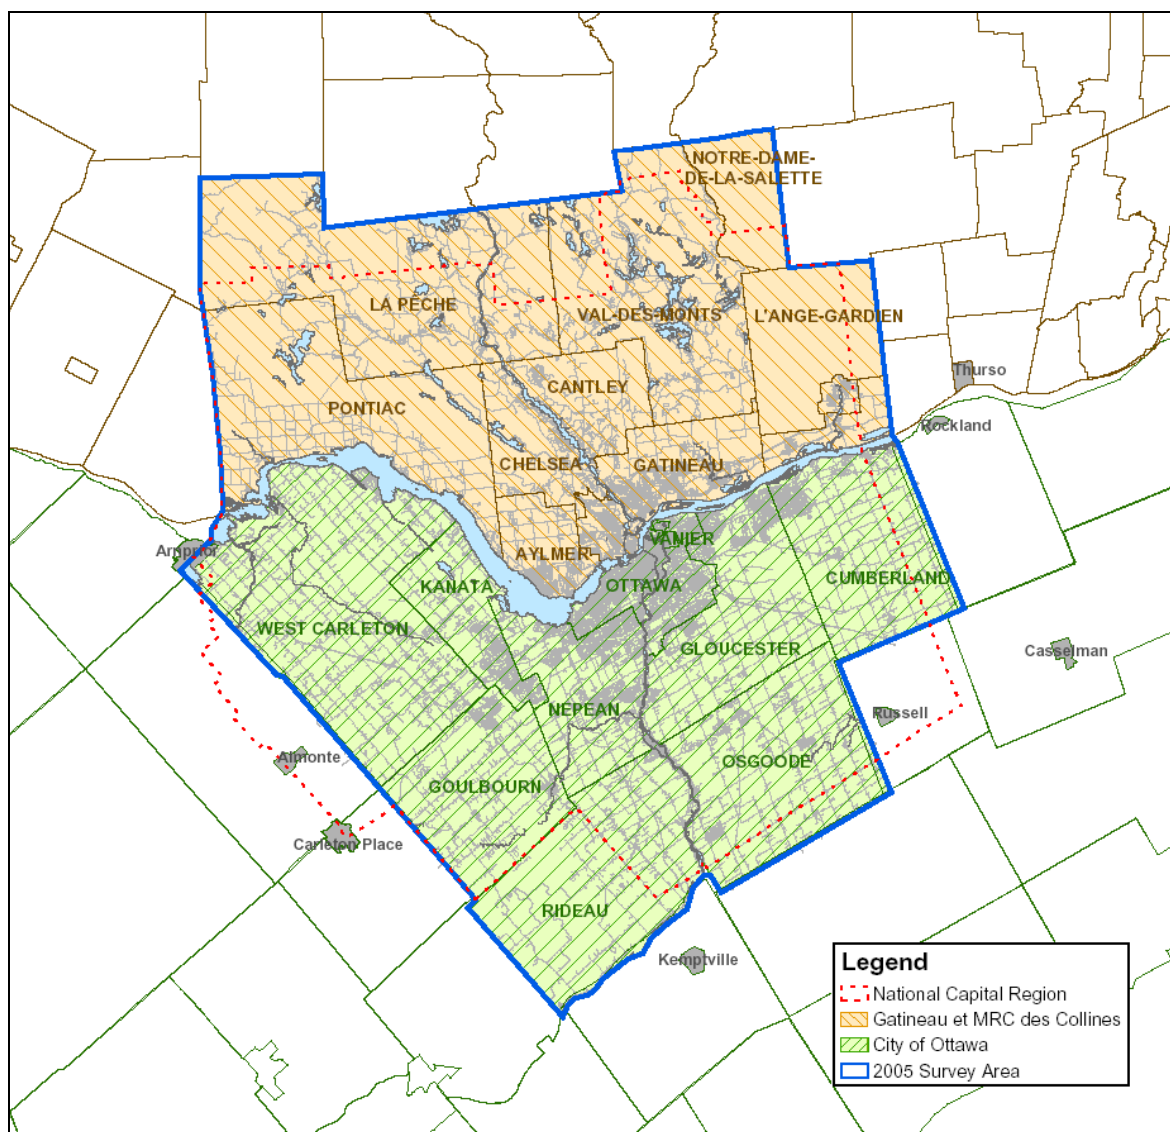 NOTRE-DAME-
DE-LA-SALETTE
LA PÊCHE
VAL-DES-MONTS
L'ANGE-GARDIEN
Thurso
CANTLEY
PONTIAC
Rockland
CHELSEA
GATINEAU
VANIER
Arnprior
AYLMER
KANATA
OTTAWA
CUMBERLAND
WEST CARLETON
GLOUCESTER
Casselman
NEPEAN
Russell
Almonte
OSGOODE
GOULBOURN
Carleton Place
RIDEAU
Kemptville
Legend
National Capital Region
Gatineau et MRC des Collines
City of Ottawa
2005 Survey Area